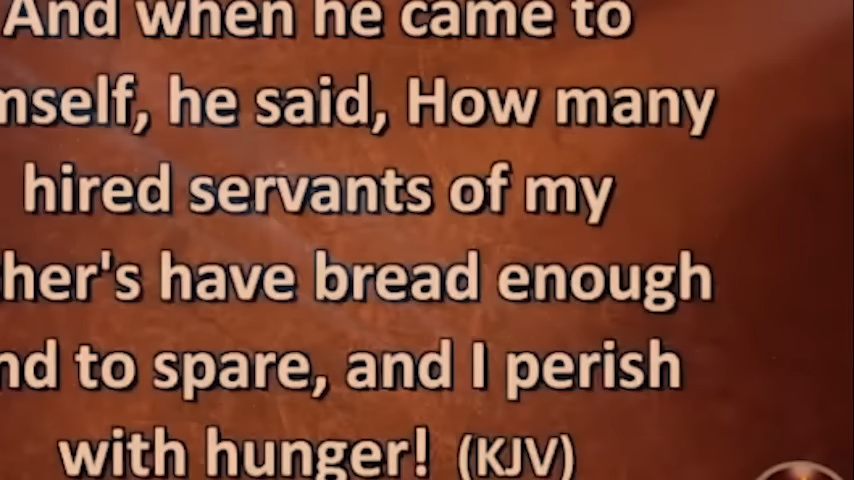 And when he came to
mself, he said, How many
hired servants of my
her's have bread enough
nd to spare, and I perish
with hunger! (KJV)